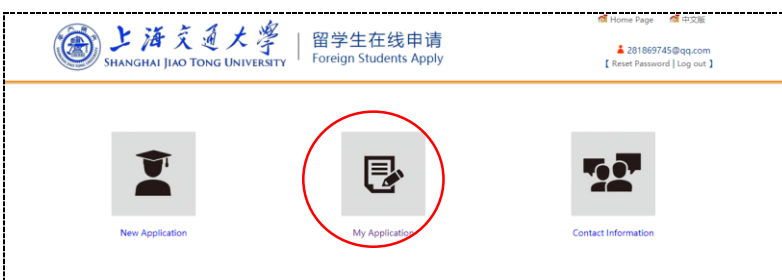 Home Page 中文版
上海交通大學
SHANGHAI JIAO TONG UNIVERSITY
留学生在线申请
Foreign Students Apply
281869745@qq.com
【 Reset Password | Log out 】
New Application
My Application
Contact Information